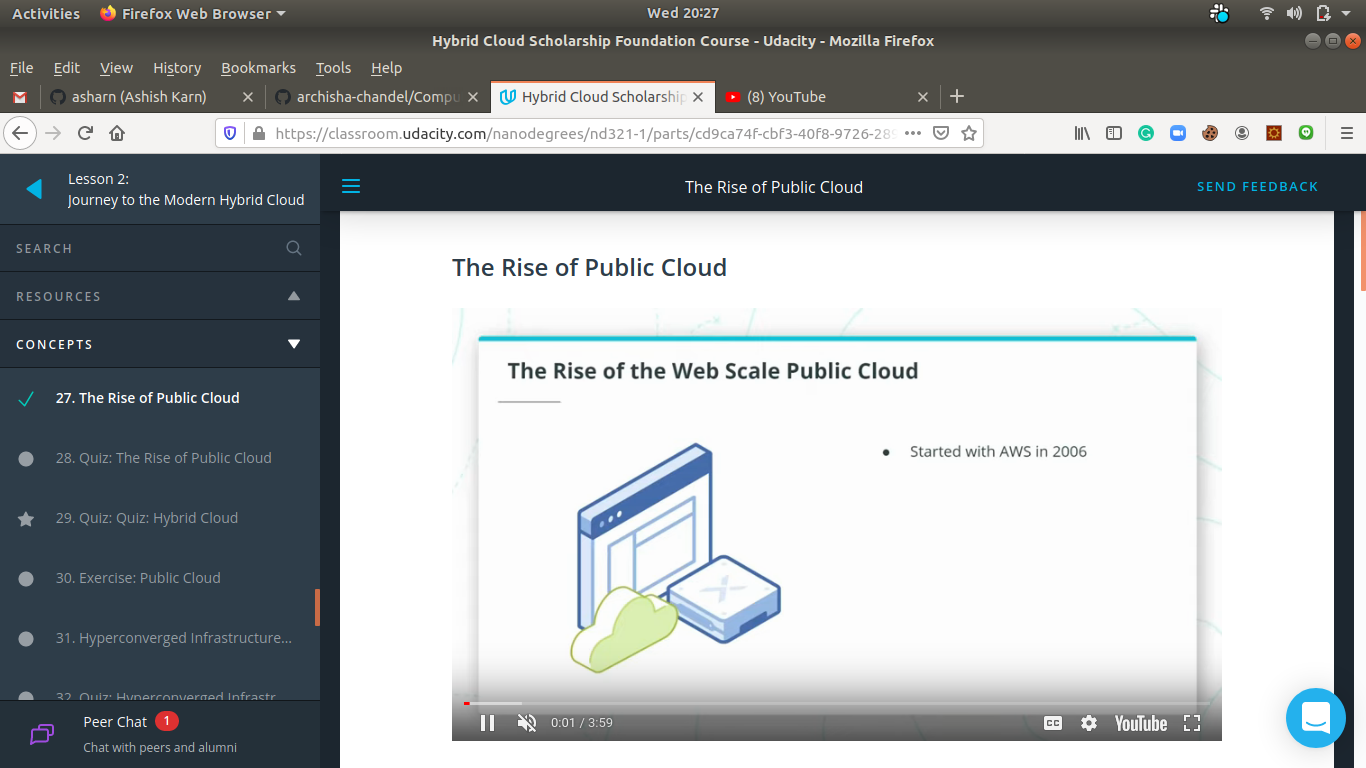 Activities
Firefox Web Browser
Wed 20:27
Hybrid Cloud Scholarship Foundation Course - Udacity - Mozilla Firefox
File Edit View History Bookmarks Tools Help
asharn (Ashish Karn)
archisha-chandel/Compu
Hybrid Cloud Scholarship
(8) YouTube
https://classroom.udacity.com/nanodegrees/nd321-1/parts/cd9ca74f-cbf3-40f8-9726-289
Lesson 2:
Journey to the Modern Hybrid Cloud
The Rise of Public Cloud
SEND FEEDBACK
SEARCH
RESOURCES
CONCEPTS
27. The Rise of Public Cloud
28. Quiz: The Rise of Public Cloud
29. Quiz: Quiz: Hybrid Cloud
30. Exercise: Public Cloud
31. Hyperconverged Infrastructure...
32. Quiz: Hyperconverged Infrastr...
Peer Chat 1
Chat with peers and alumni
The Rise of Public Cloud
The Rise of the Web Scale Public Cloud
• Started with AWS in 2006
0:01 / 3:59
CC
YouTube